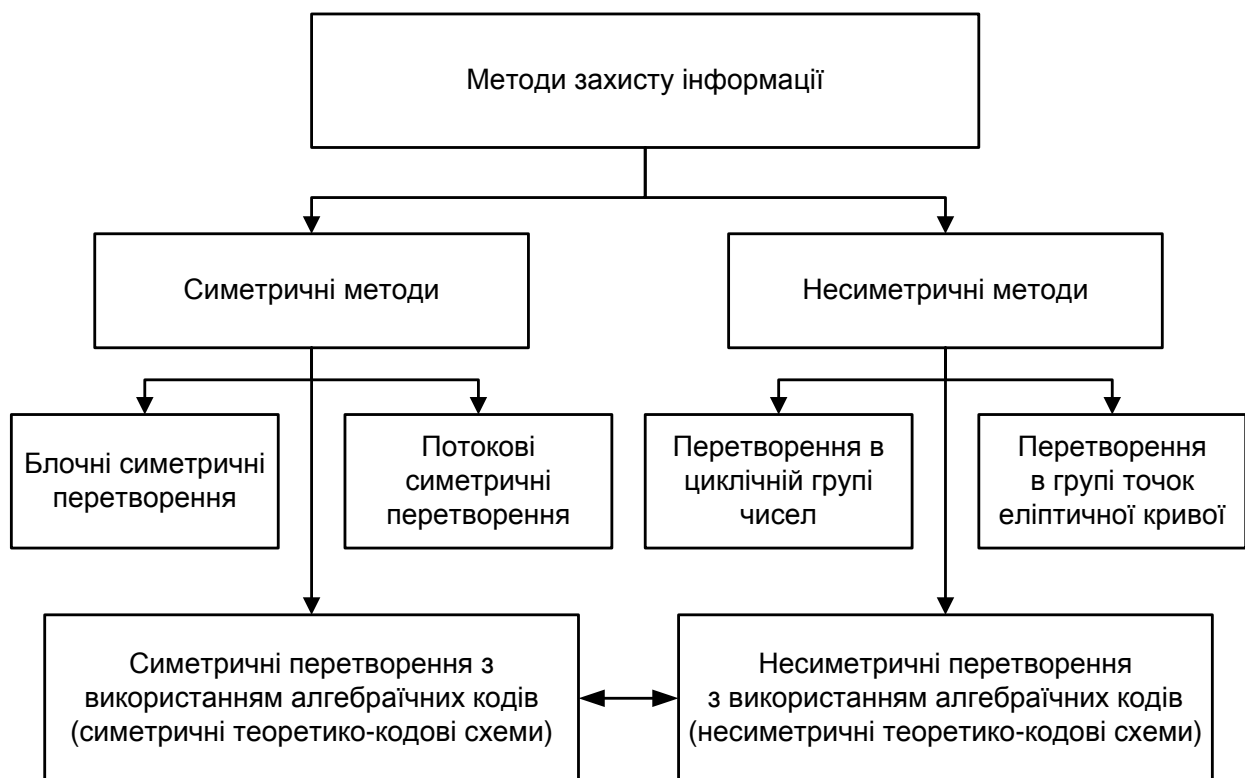 Методи захисту інформації
Симетричні методи
Несиметричні методи
Блочні симетричні
перетворення
Потокові
симетричні
перетворення
Перетворення в
циклічній групі
чисел
Перетворення
в групі точок
еліптичної кривої
Симетричні перетворення з
використанням алгебраїчних кодів
(симетричні теоретико-кодові схеми)
Несиметричні перетворення
з використанням алгебраїчних кодів
(несиметричні теоретико-кодові схеми)